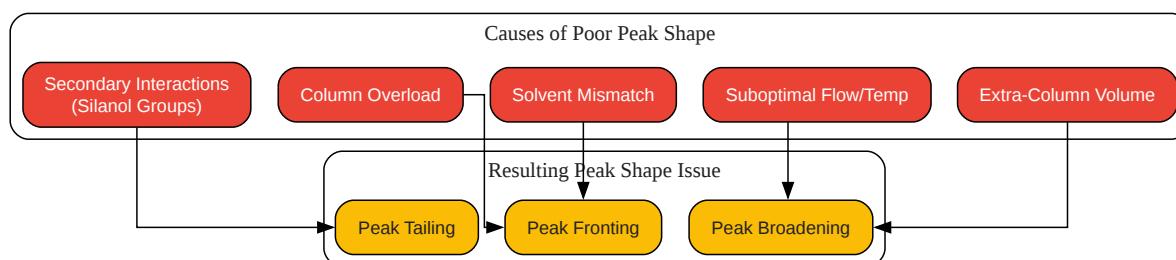 Causes of Poor Peak Shape
Secondary Interactions
(Silanol Groups)
Column Overload
Solvent Mismatch
Suboptimal Flow/Temp
Extra-Column Volume
Resulting Peak Shape Issue
Peak Tailing
Peak Fronting
Peak Broadening